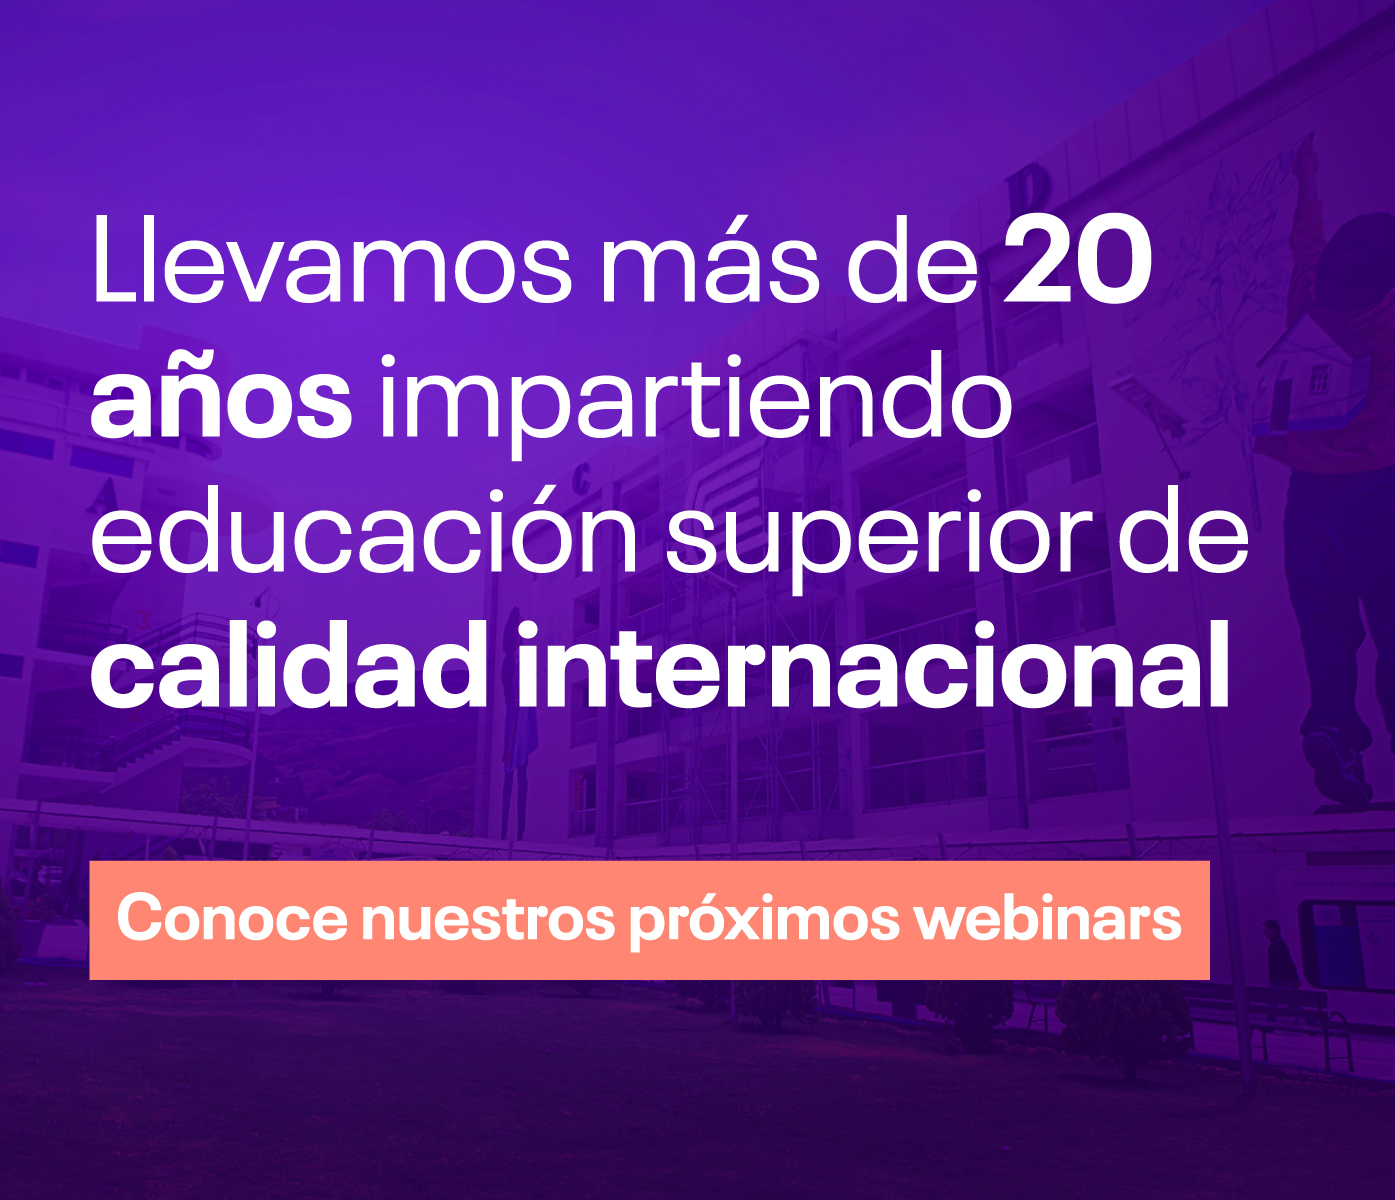 Llevamos más de 20
años impartiendo
educación superior de
calidad internacional
Conoce nuestros próximos webinars
D
C
A